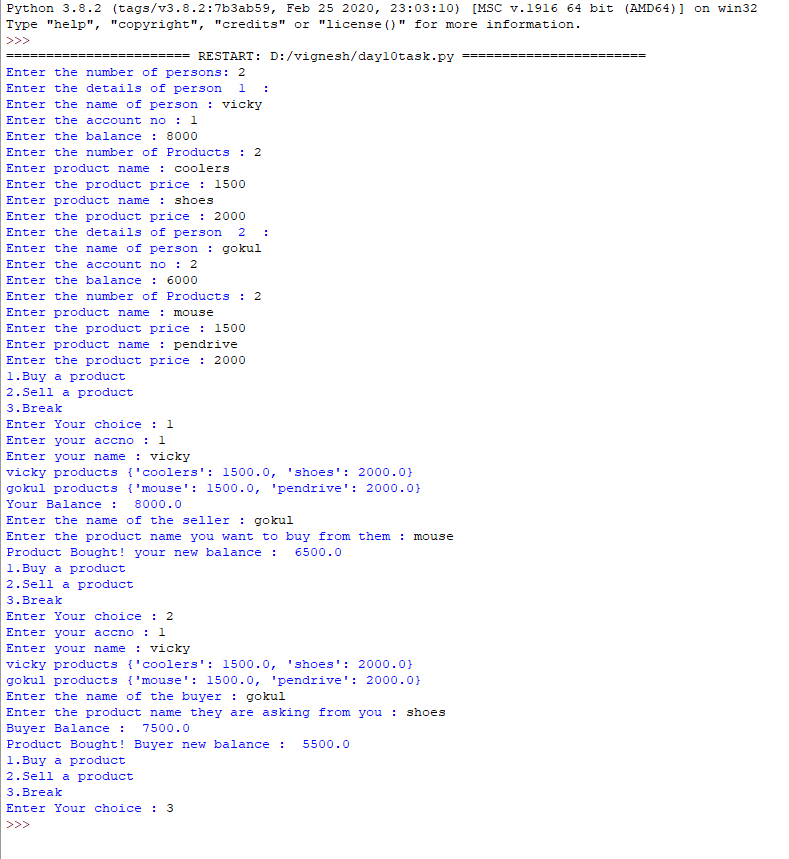 Python 3.8.2 (tags/v3.8.2:7b3ab59, Feb 25 2020, 23:03:10) [MSC v.1916 64 bit (AMD64)] on win32
Type "help", "copyright", "credits" or "license()" for more information.
>>>
======================= RESTART: D:/vignesh/day10task.py =======================
Enter the number of persons: 2
Enter the details of person  1  :
Enter the name of person : vicky
Enter the account no : 1
Enter the balance : 8000
Enter the number of Products : 2
Enter product name : coolers
Enter the product price : 1500
Enter product name : shoes
Enter the product price : 2000
Enter the details of person  2  :
Enter the name of person : gokul
Enter the account no : 2
Enter the balance : 6000
Enter the number of Products : 2
Enter product name : mouse
Enter the product price : 1500
Enter product name : pendrive
Enter the product price : 2000
1.Buy a product
2.Sell a product
3.Break
Enter Your choice : 1
Enter your accno : 1
Enter your name : vicky
vicky products {'coolers': 1500.0, 'shoes': 2000.0}
gokul products {'mouse': 1500.0, 'pendrive': 2000.0}
Your Balance :  8000.0
Enter the name of the seller : gokul
Enter the product name you want to buy from them : mouse
Product Bought! your new balance :  6500.0
1.Buy a product
2.Sell a product
3.Break
Enter Your choice : 2
Enter your accno : 1
Enter your name : vicky
vicky products {'coolers': 1500.0, 'shoes': 2000.0}
gokul products {'mouse': 1500.0, 'pendrive': 2000.0}
Enter the name of the buyer : gokul
Enter the product name they are asking from you : shoes
Buyer Balance :  7500.0
Product Bought! Buyer new balance :  5500.0
1.Buy a product
2.Sell a product
3.Break
Enter Your choice : 3
>>>